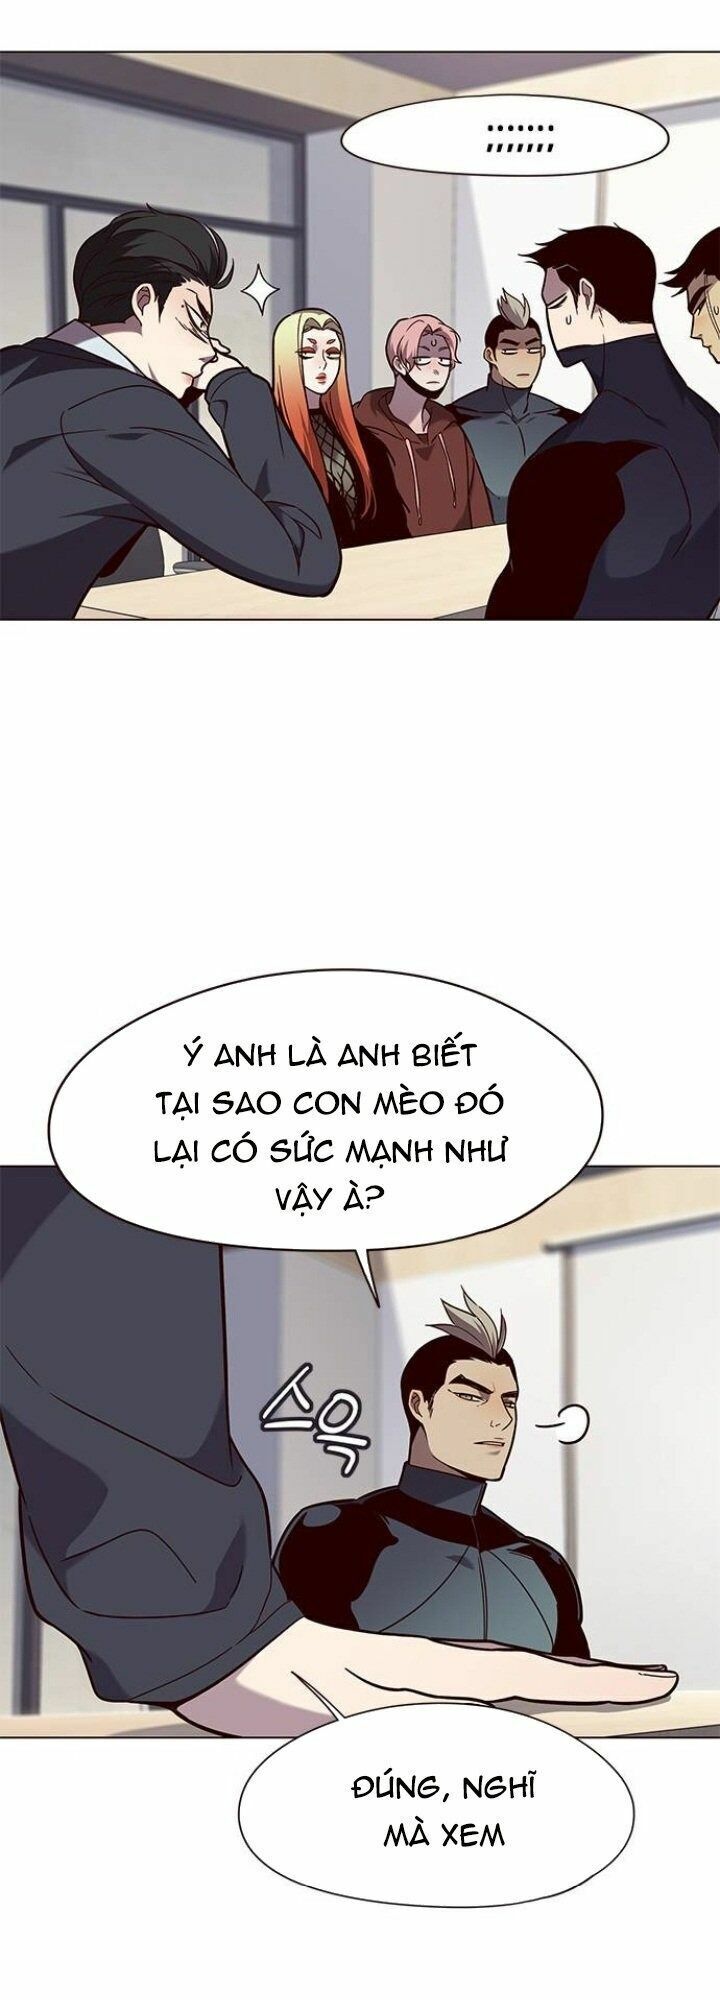 .......
,,,,,,,
Ý ANH LÀ ANH BIẾT
TẠI SAO CON MÈO ĐÓ
LẠI CÓ SỨC MẠNH NHƯ
VẬY À?
스윽
ĐÚNG, NGHĨ
MÀ XEM